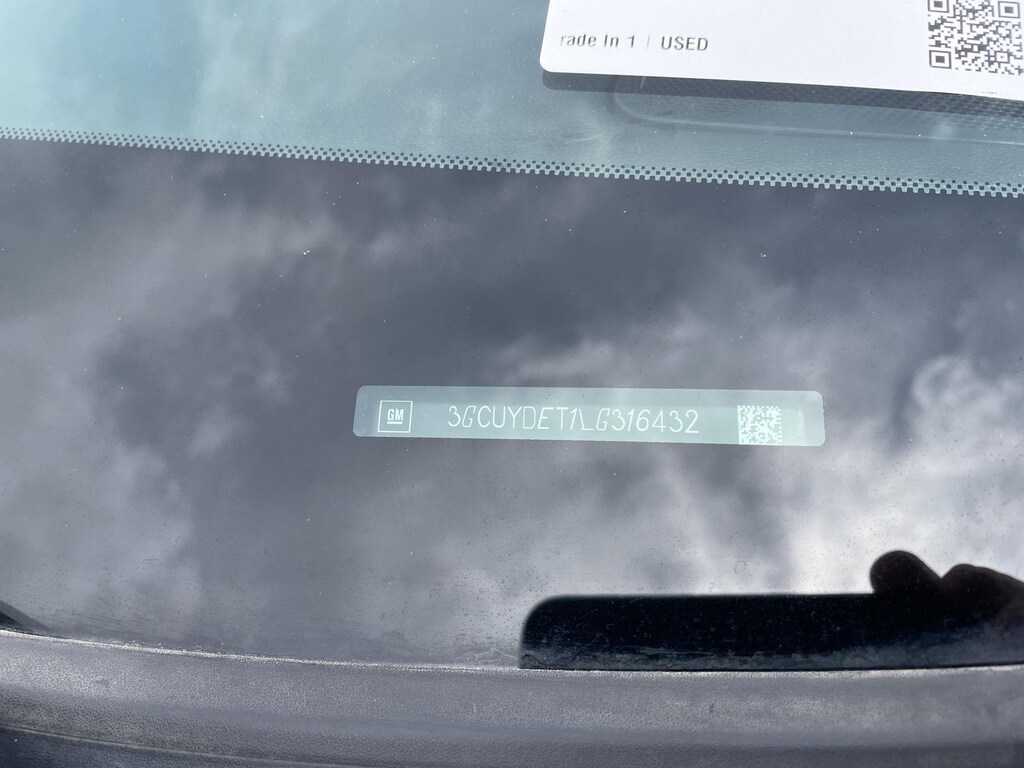 rade In 1 | USED
GM 3GCUYDET1LG316432